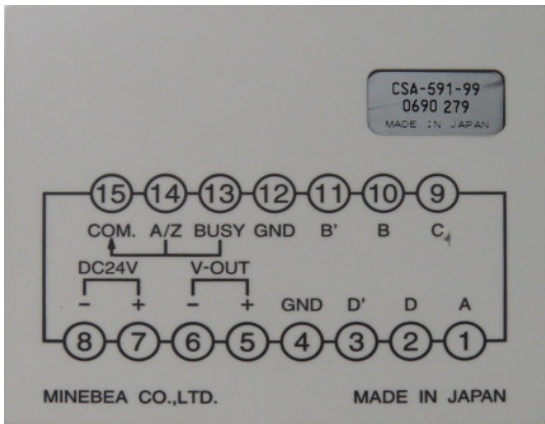 CSA-591-99
0690 279
MADE IN JAPAN
15 14 13 12 11 10 9
COM. A/Z BUSY GND B' B C
DC24V V-OUT
- + - + GND D' D A
8 7 6 5 4 3 2 1
MINEBEA CO.,LTD. MADE IN JAPAN